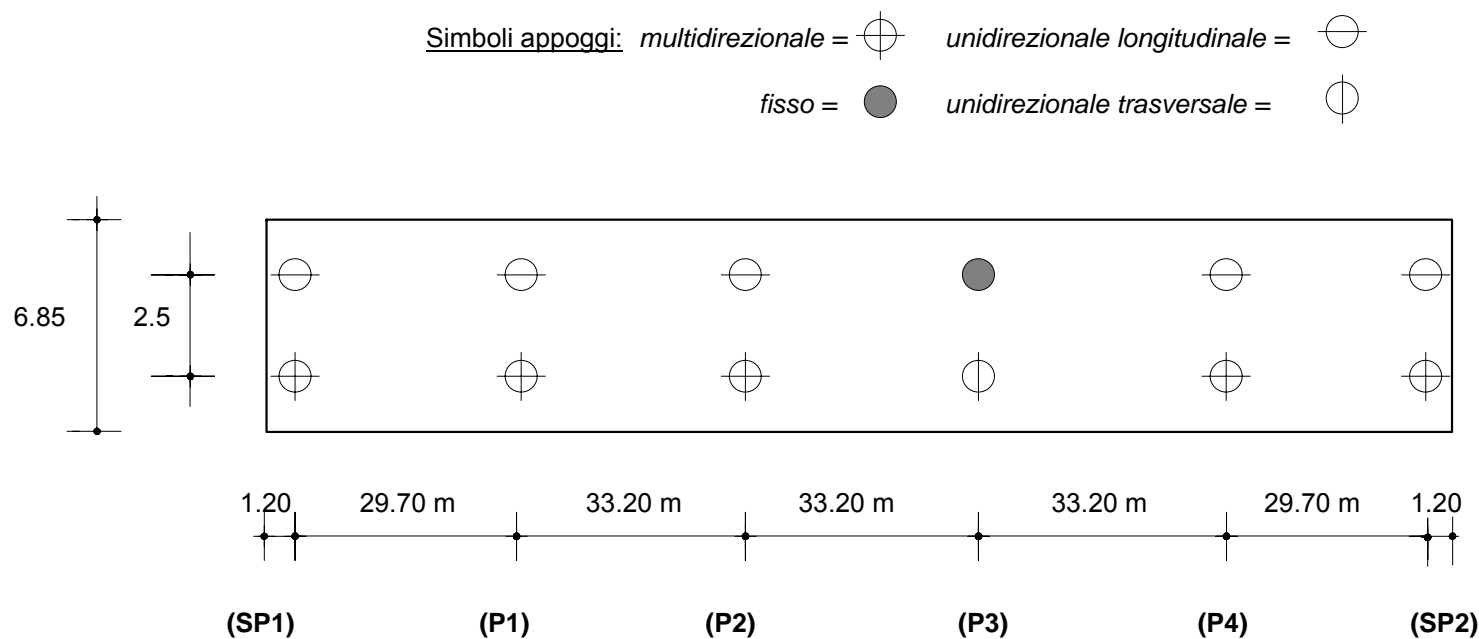 Simboli appoggi: multidirezionale = unidirezionale longitudinale =
fisso = unidirezionale trasversale =
6.85 2.5
1.20 29.70 m 33.20 m 33.20 m 33.20 m 29.70 m 1.20
(SP1) (P1) (P2) (P3) (P4) (SP2)